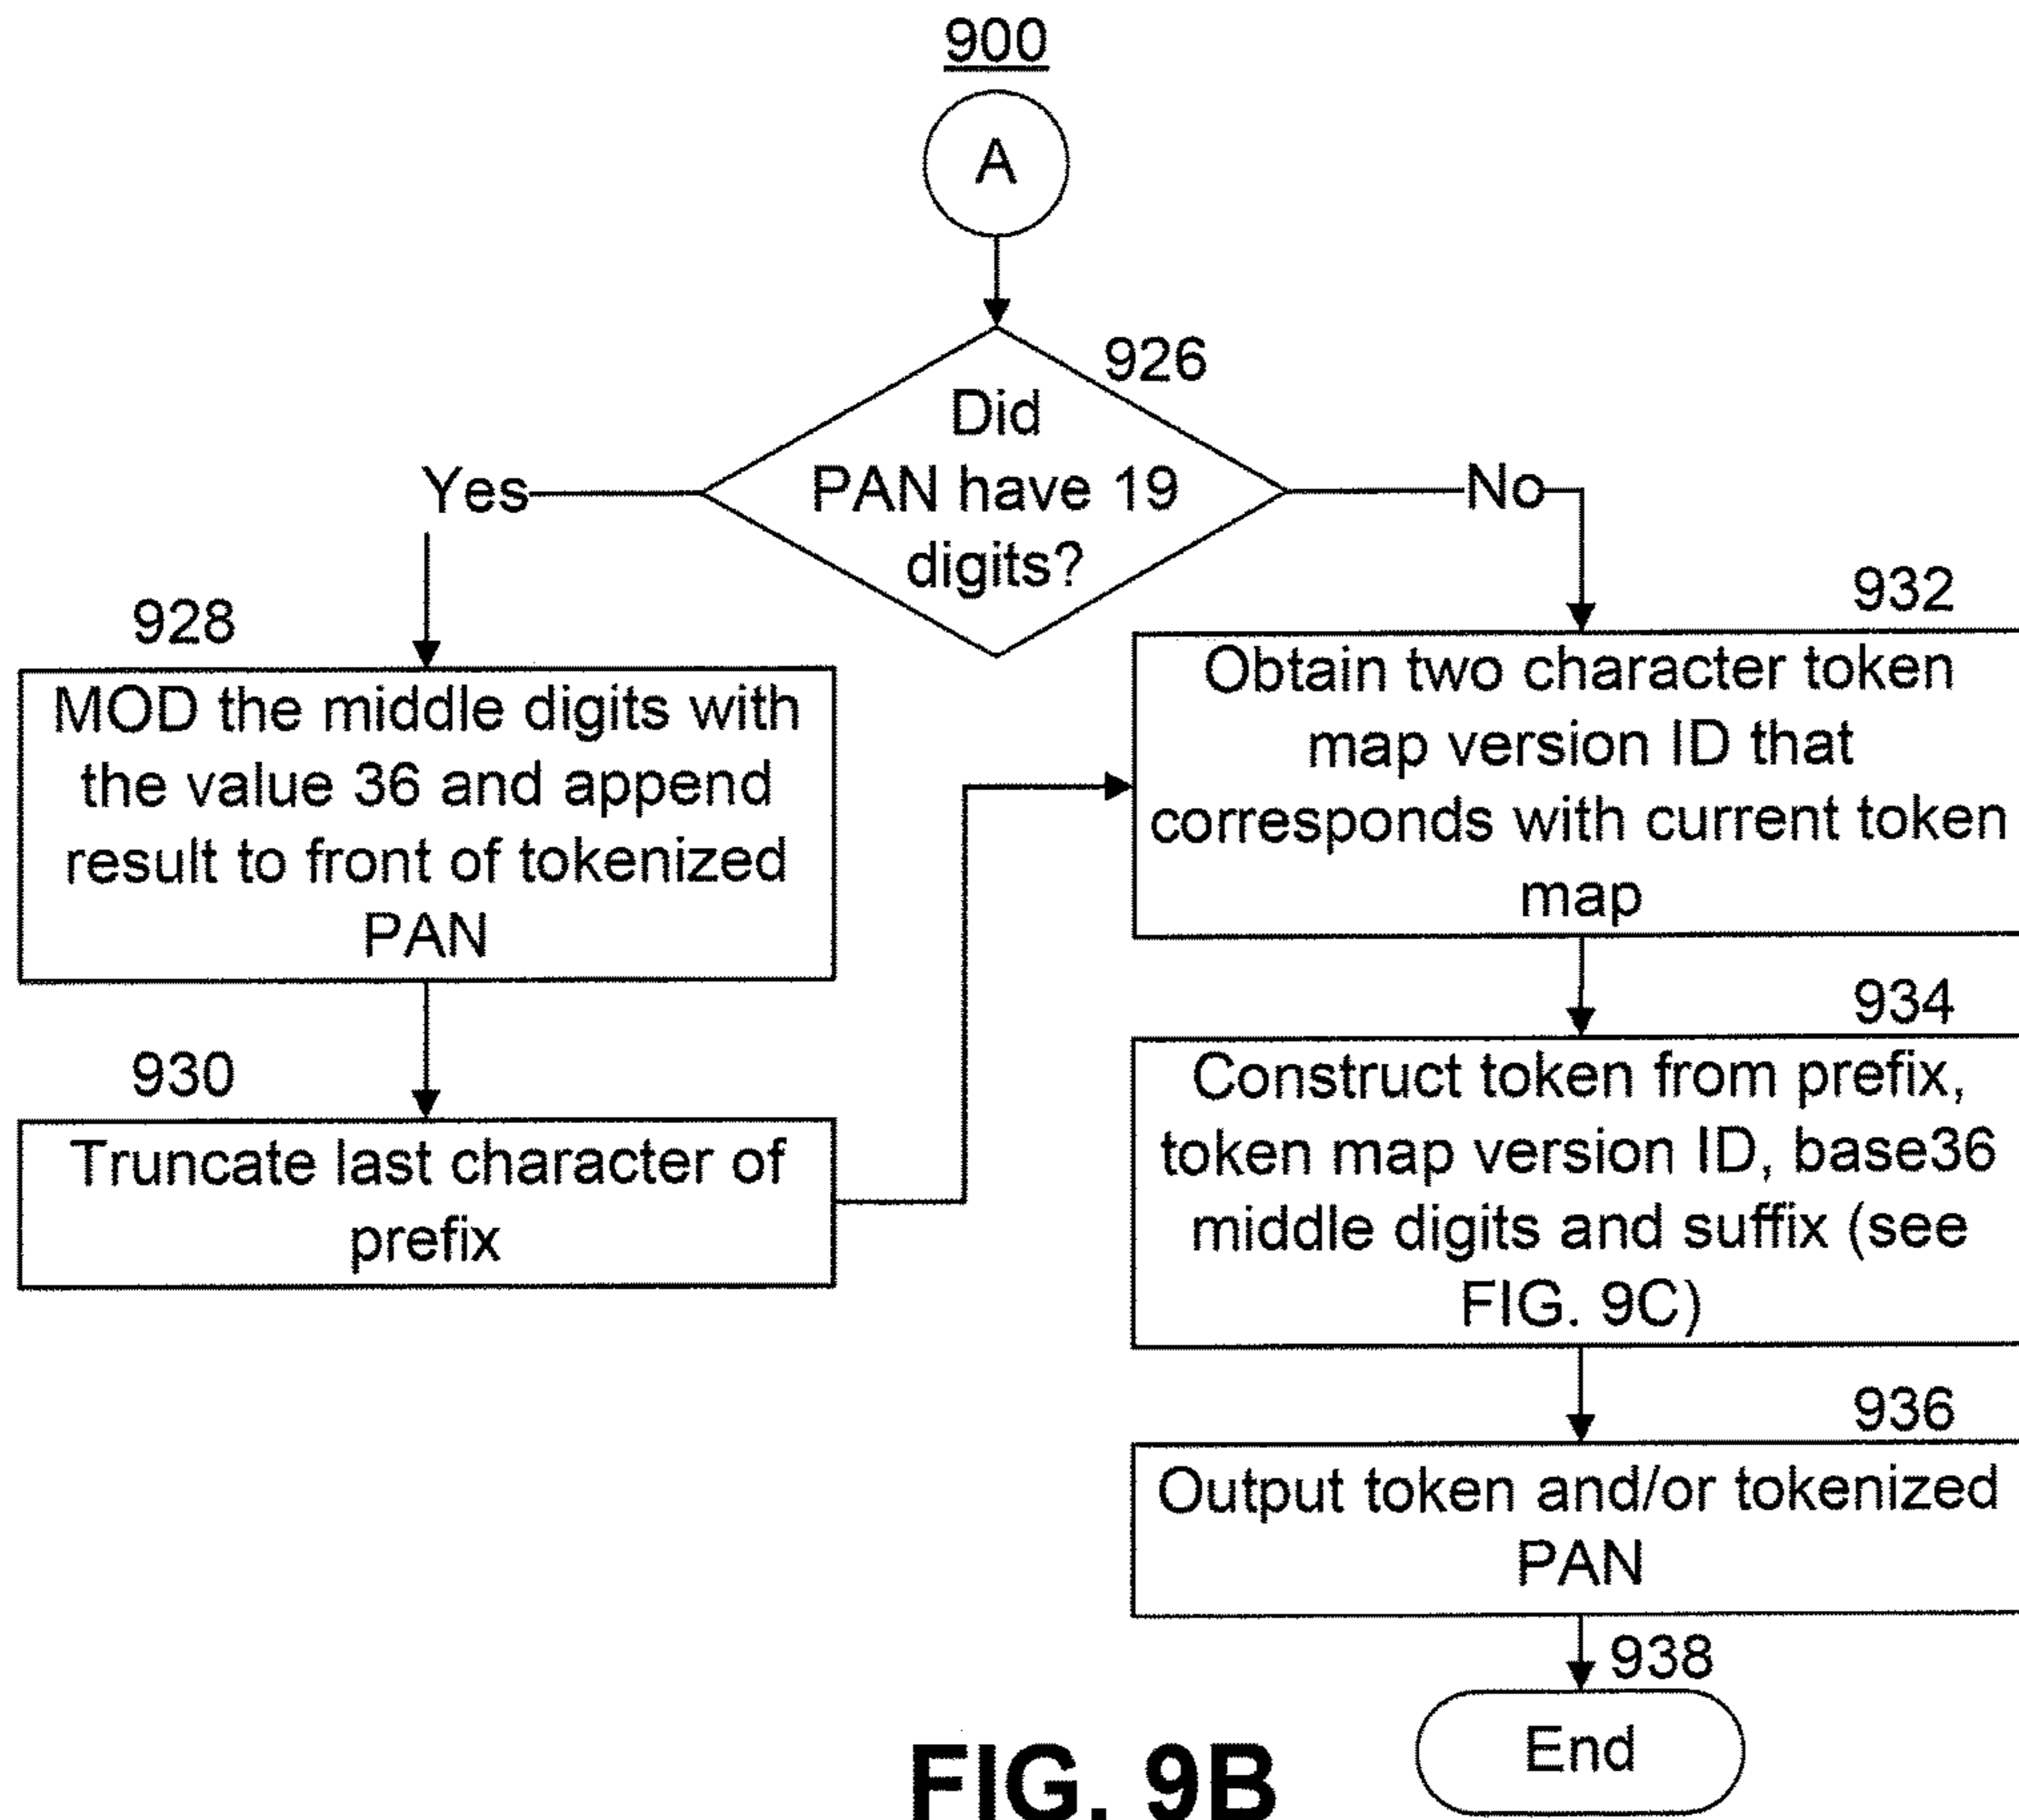 900
A
926
Did
PAN have 19
digits?
Yes
No
928
MOD the middle digits with
the value 36 and append
result to front of tokenized
PAN
930
Truncate last character of
prefix
932
Obtain two character token
map version ID that
corresponds with current token
map
934
Construct token from prefix,
token map version ID, base36
middle digits and suffix (see
FIG. 9C)
936
Output token and/or tokenized
PAN
938
End
FIG. 9B